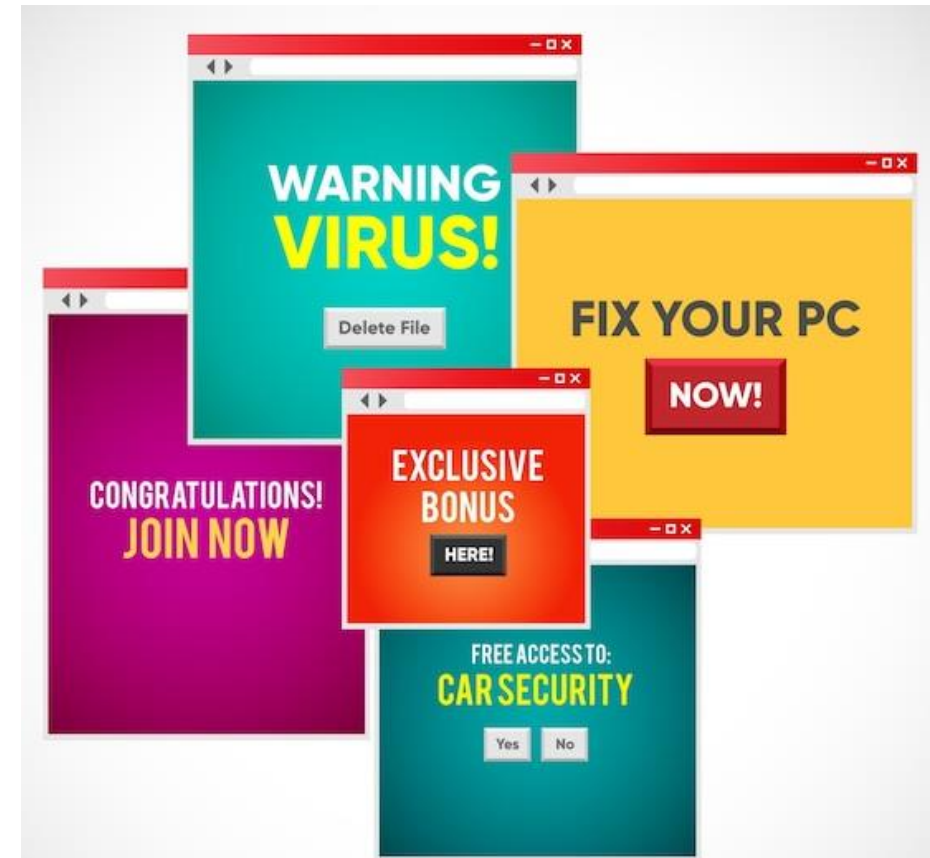 WARNING
VIRUS!
Delete File
FIX YOUR PC
NOW!
CONGRATULATIONS!
JOIN NOW
EXCLUSIVE
BONUS
HERE!
FREE ACCESS TO:
CAR SECURITY
Yes No